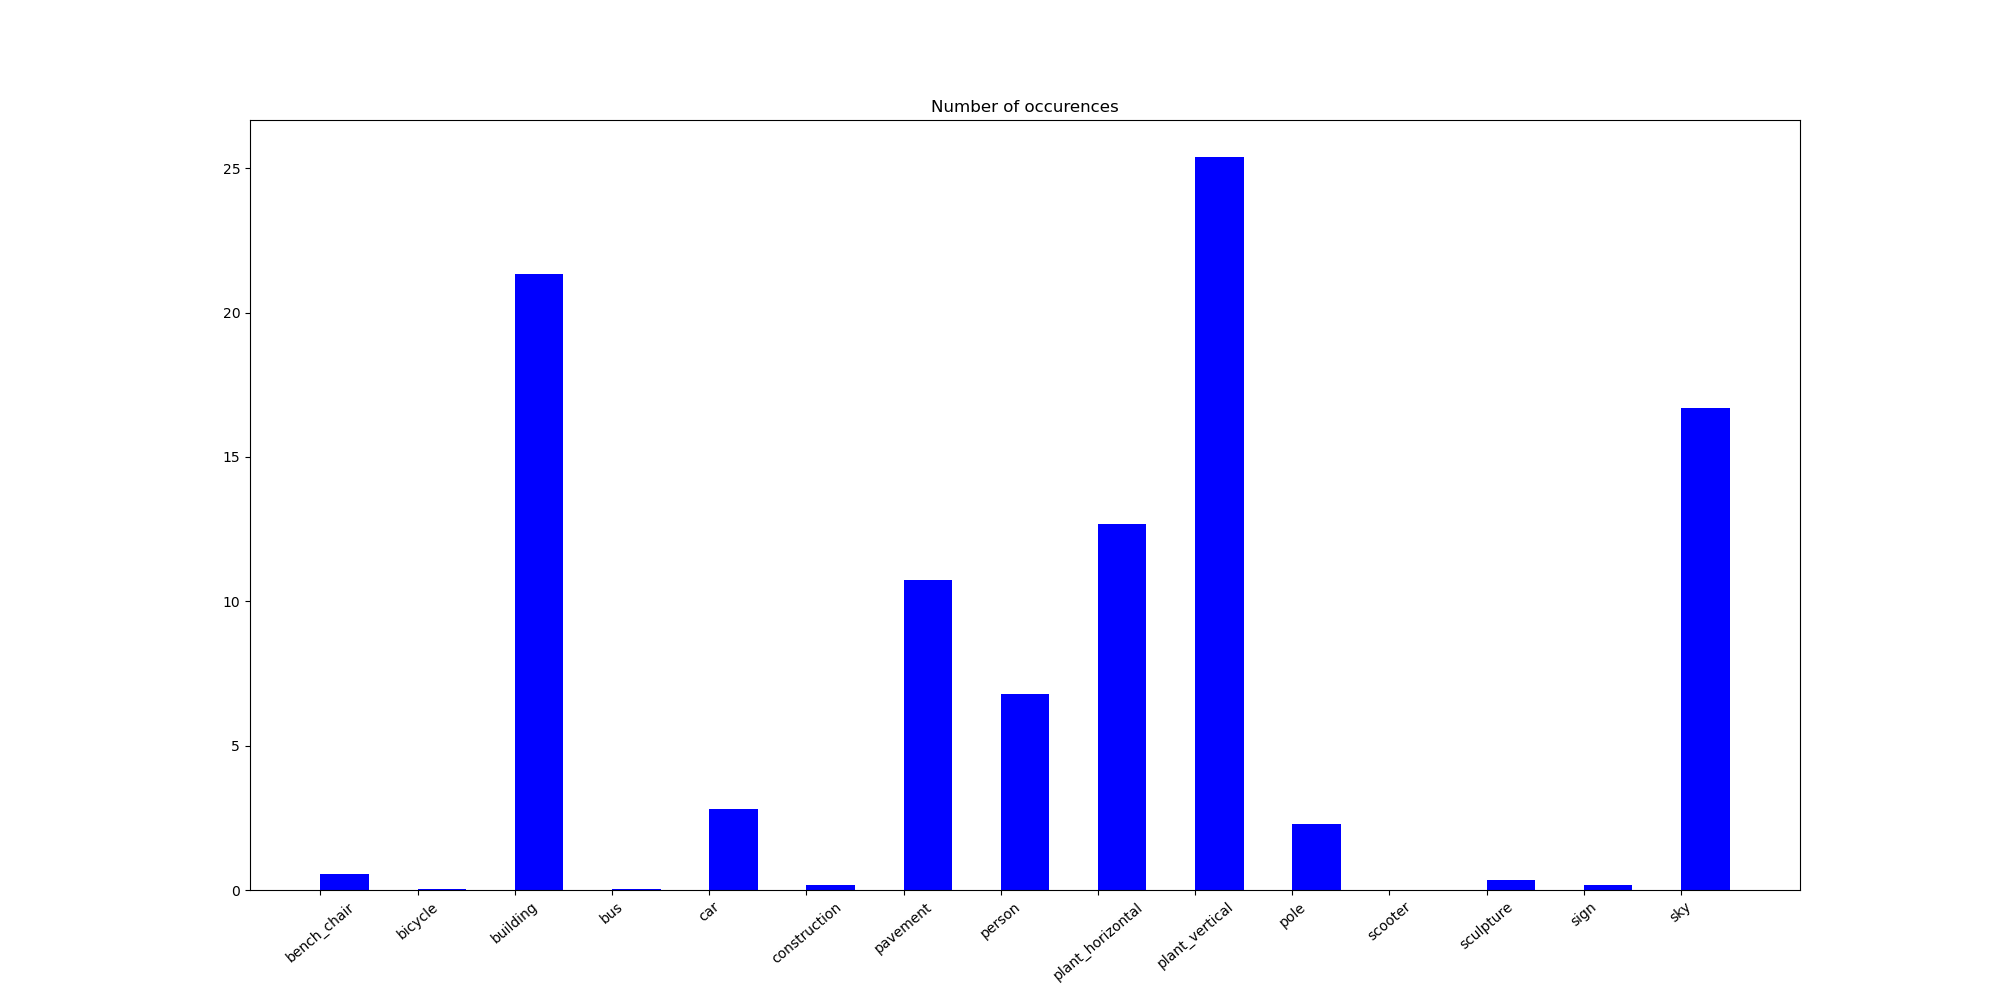 Number of occurences
25
20
15
10
5
0
bench_chair
bicycle
building
bus
car
construction
pavement
person
plant_horizontal
plant_vertical
pole
scooter
sculpture
sign
sky